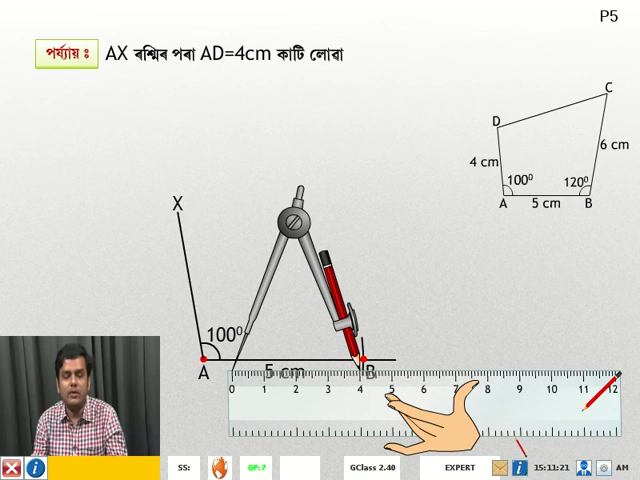 P5
পৰ্য্যায় ঃ AX ৰশ্মিৰ পৰা AD=4cm কাটি লোৱা
C
D
6 cm
4 cm
100⁰ 120⁰
A 5 cm B
X
100⁰
A 5 cm B
0 1 2 3 4 5 6 7 8 9 10 11 12
SS: QP:7 GClass 2.40 EXPERT 15:11:21 AM